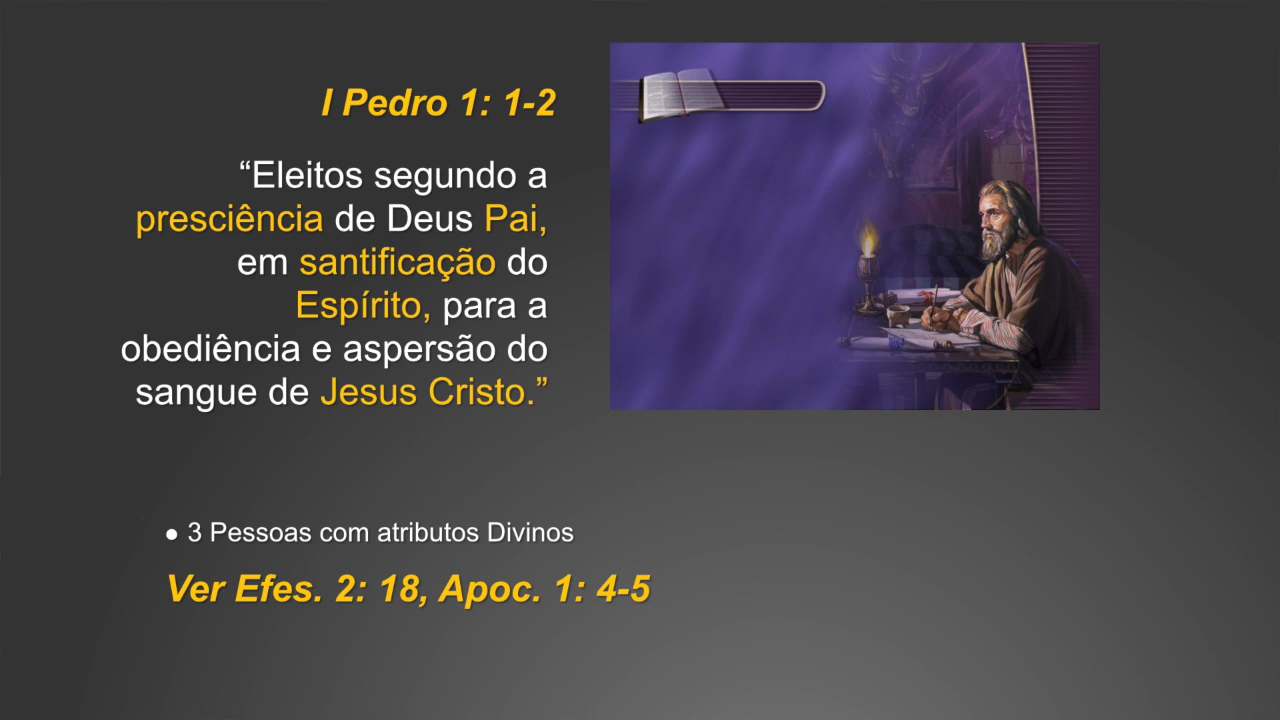 I Pedro 1: 1-2
“Eleitos segundo a
presciência de Deus Pai,
em santificação do
Espírito, para a
obediência e aspersão do
sangue de Jesus Cristo.”
● 3 Pessoas com atributos Divinos
Ver Efes. 2: 18, Apoc. 1: 4-5